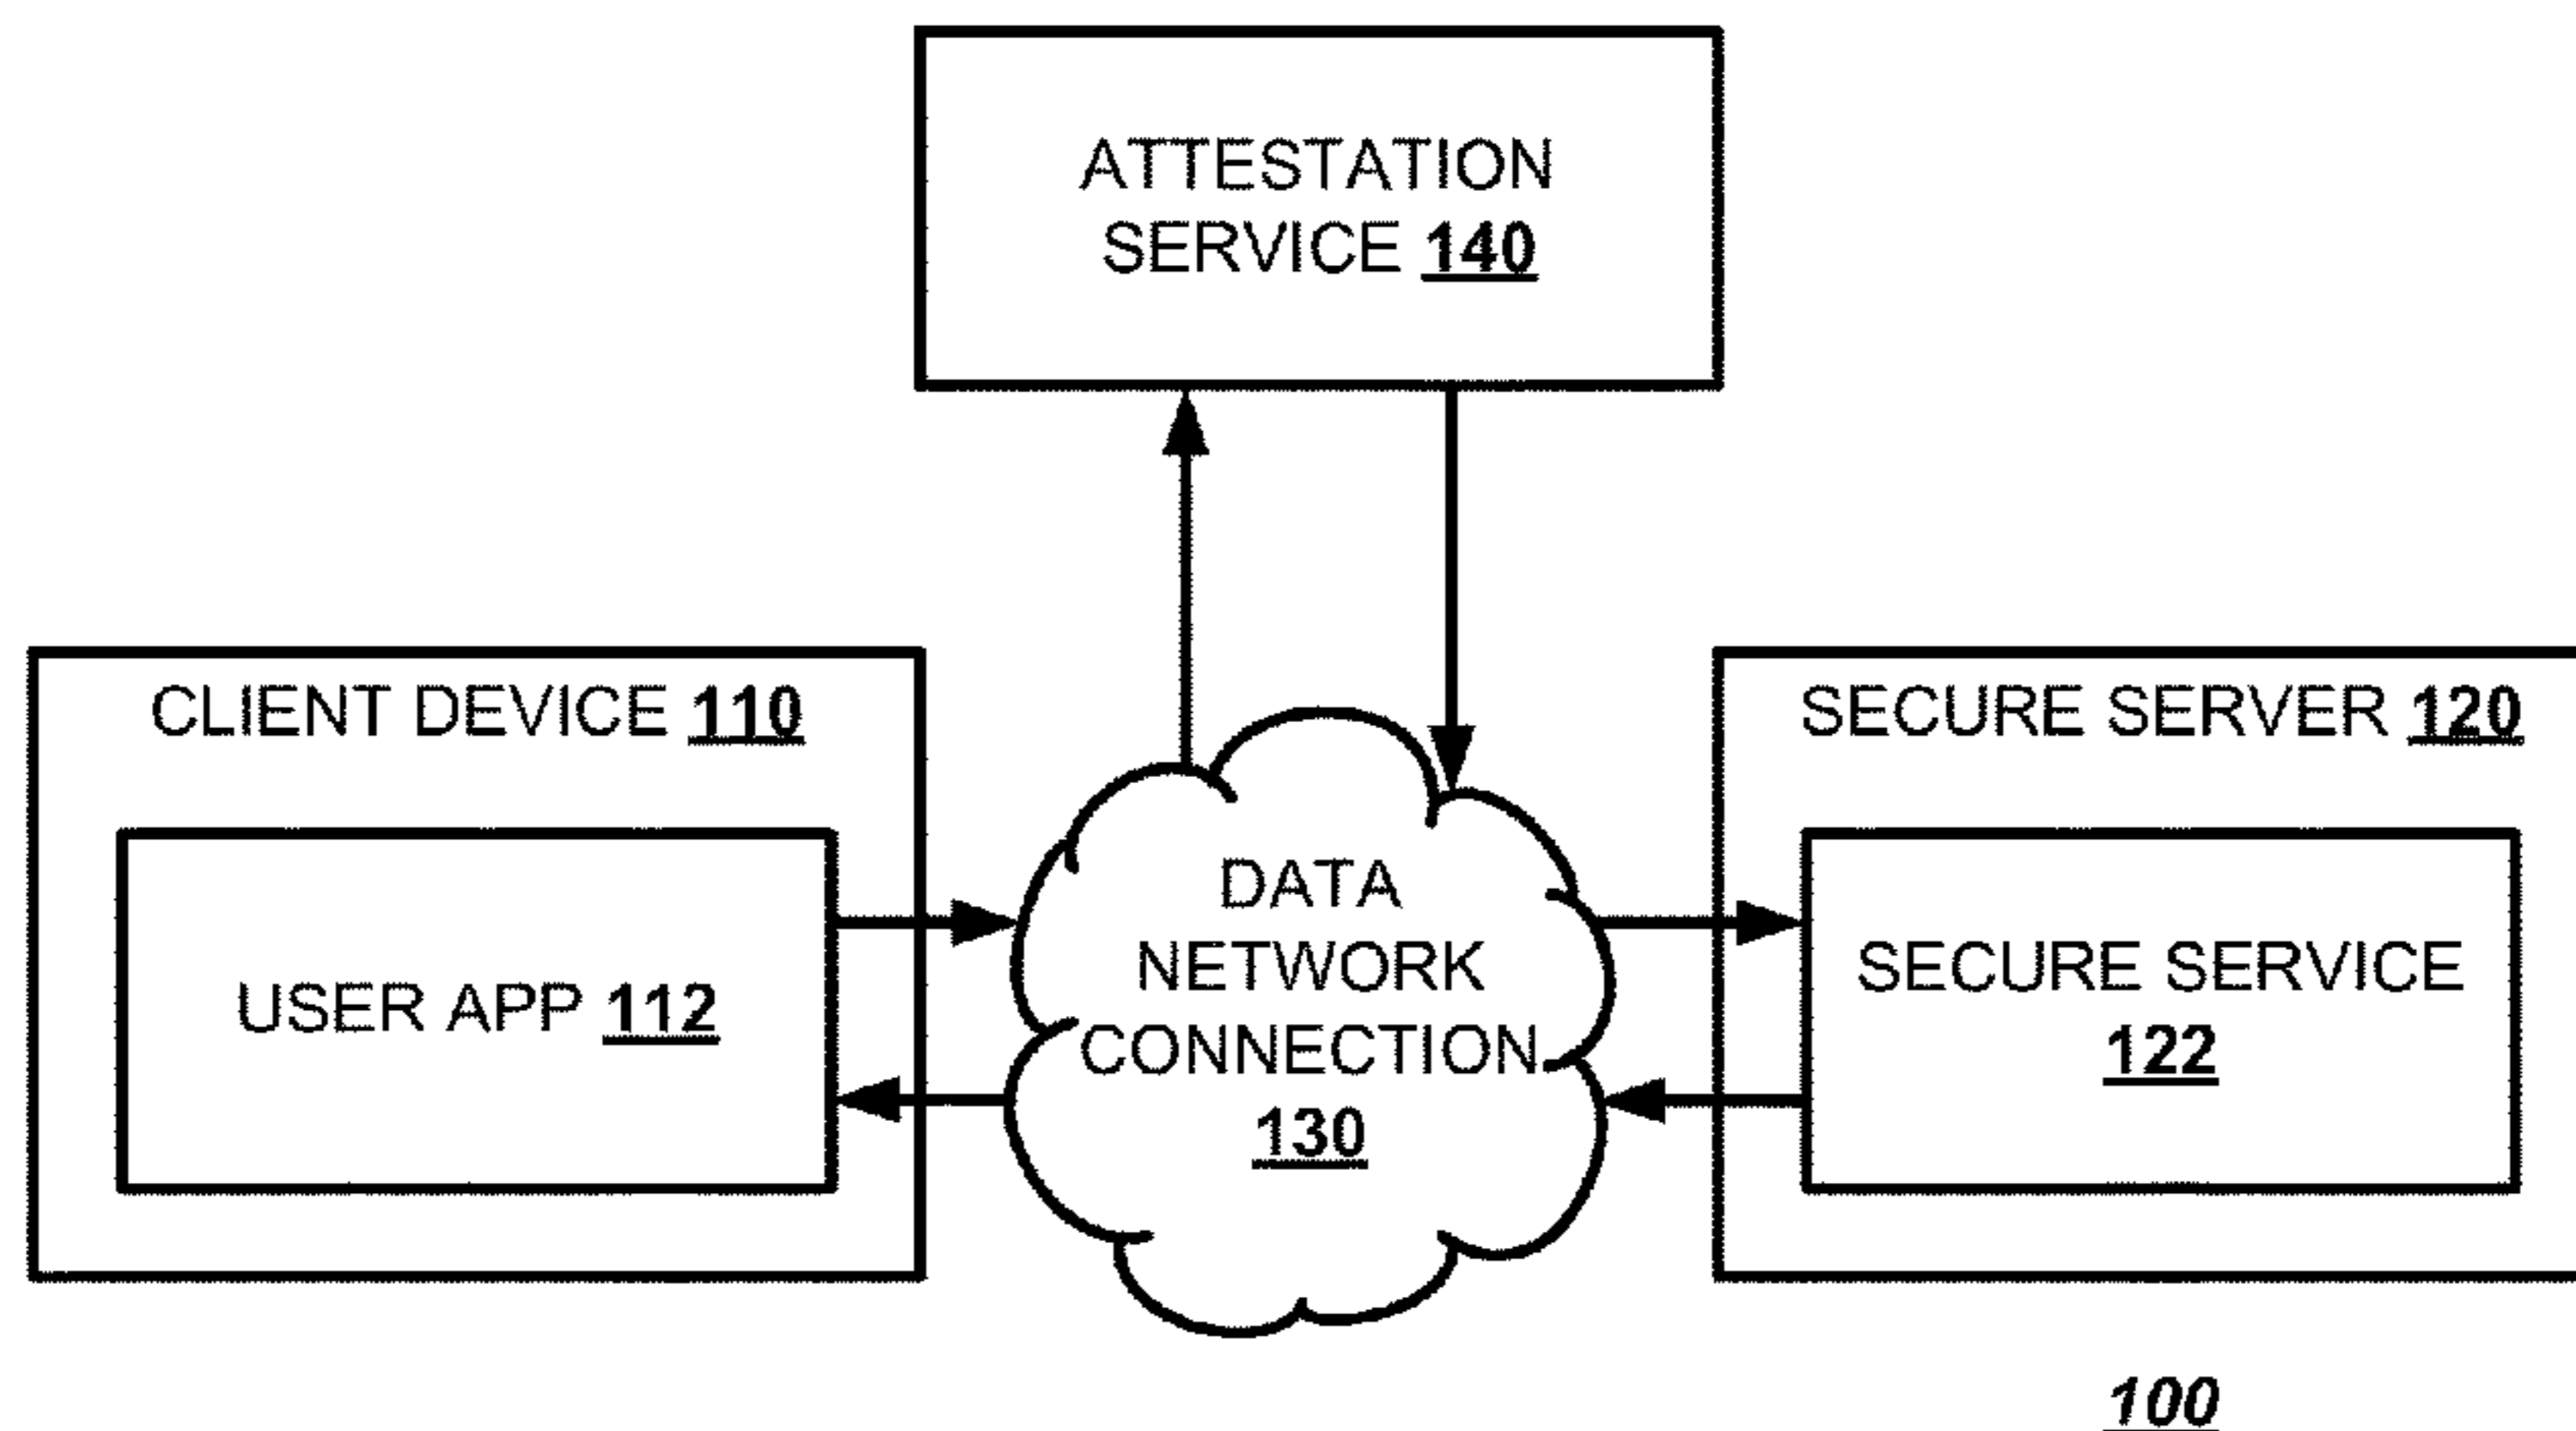 ATTESTATION
SERVICE 140
CLIENT DEVICE 110
USER APP 112
DATA
NETWORK
CONNECTION
130
SECURE SERVER 120
SECURE SERVICE
122
100